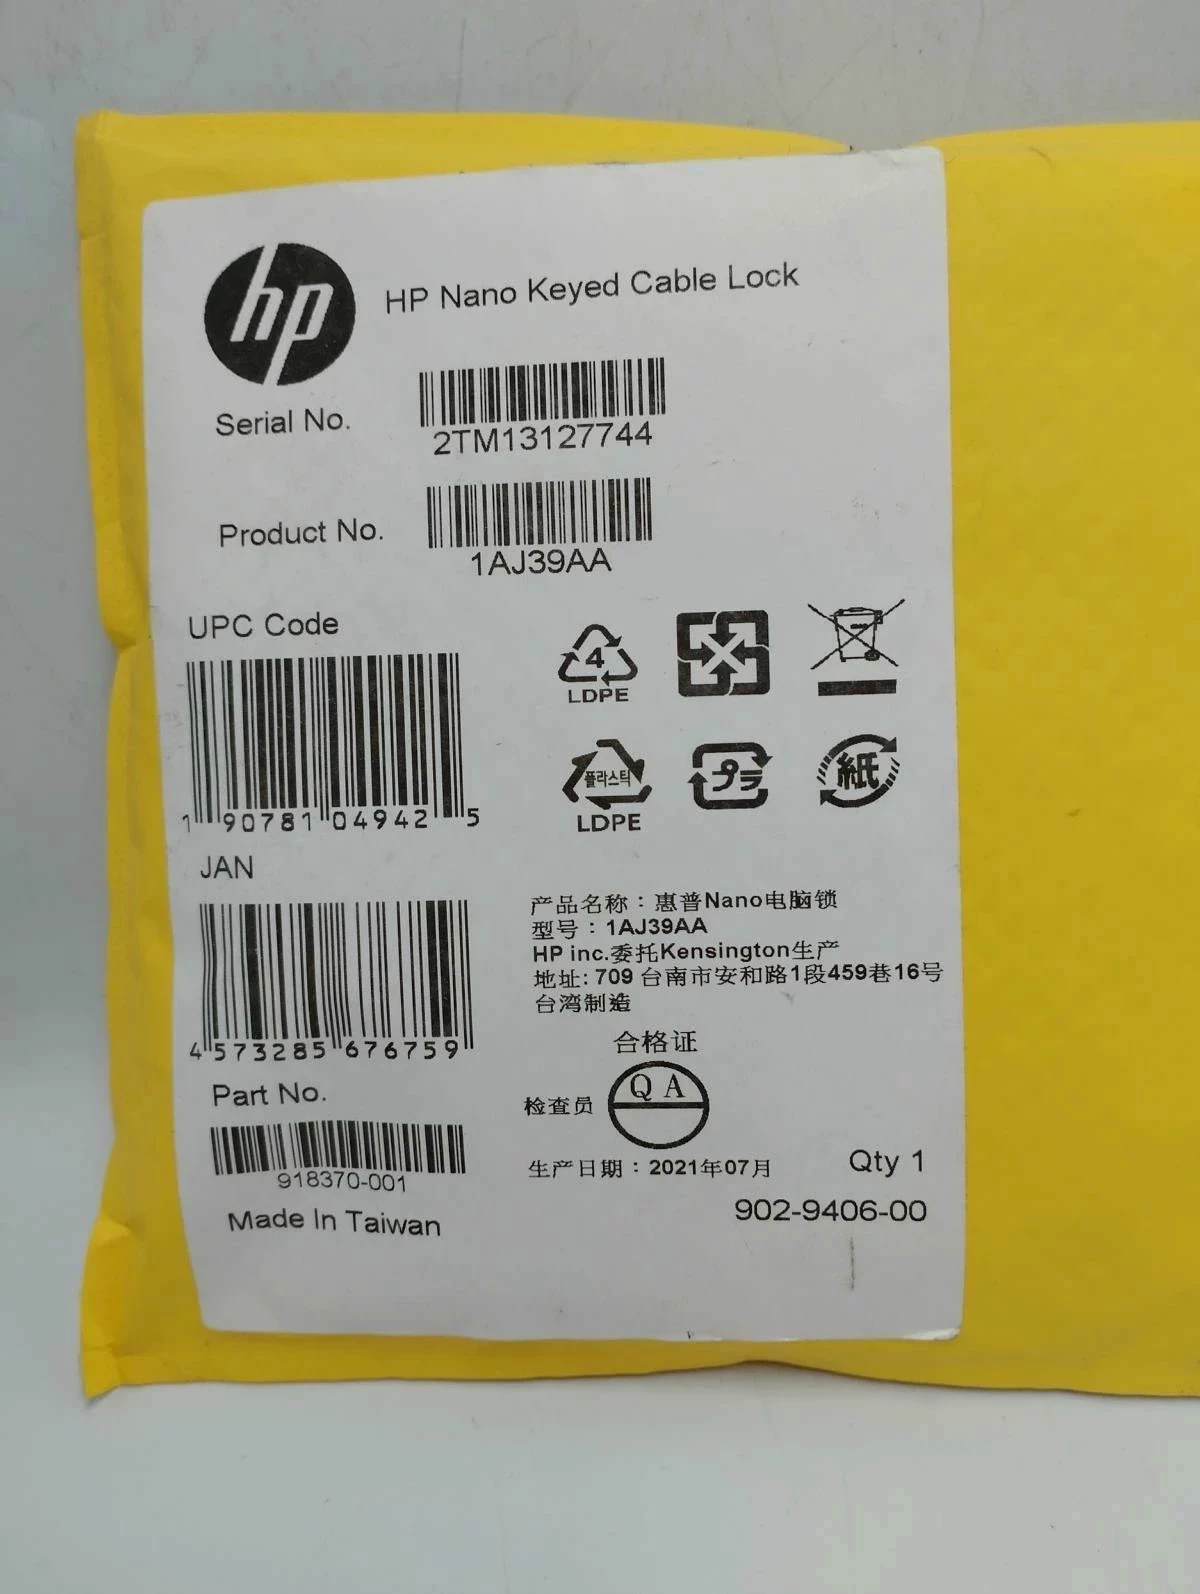 hp
HP Nano Keyed Cable Lock
Serial No.
2TM13127744
Product No.
1AJ39AA
UPC Code
1 90781 04942 5
4
LDPE
플라스틱
LDPE
プラ
紙
JAN
4 573285 676759
Part No.
918370-001
Made In Taiwan
产品名称：惠普Nano电脑锁
型号：1AJ39AA
HP inc.委托Kensington生产
地址: 709 台南市安和路1段459巷16号
台湾制造
合格证
检查员
Q A
生产日期：2021年07月
Qty 1
902-9406-00